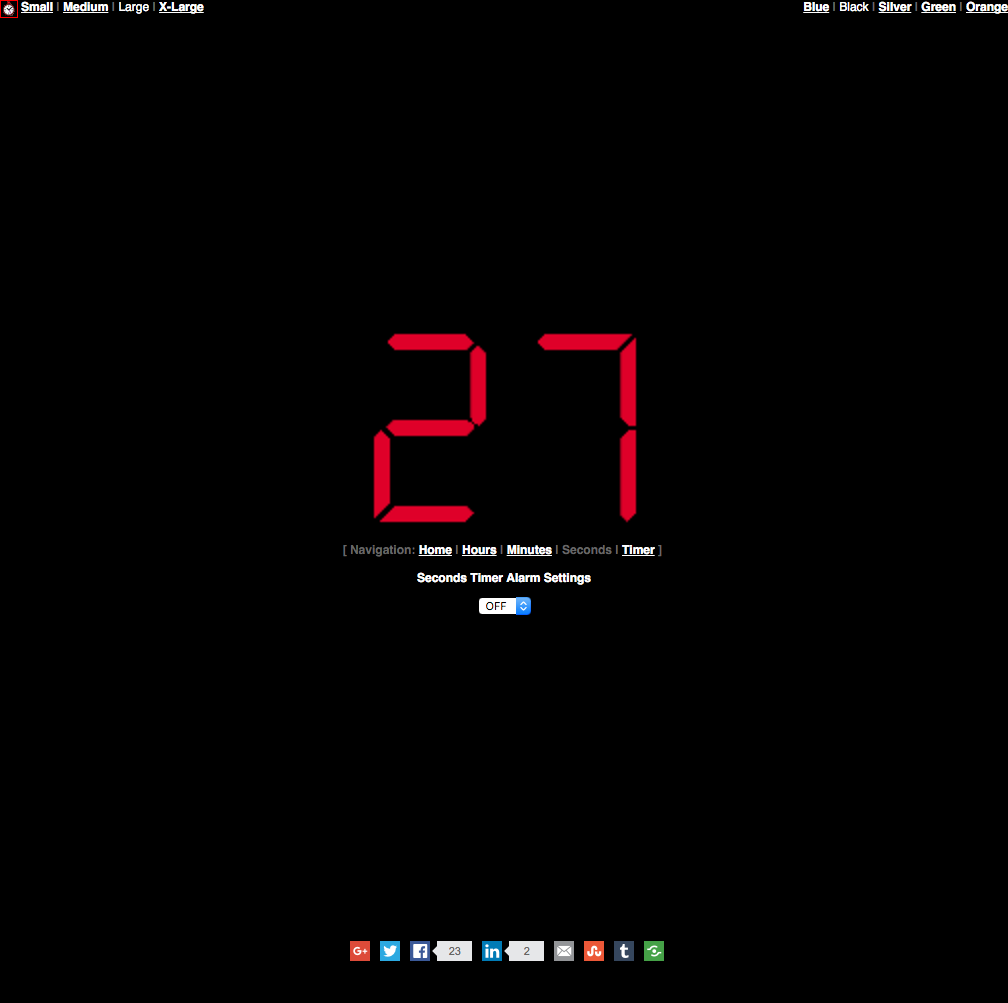 Small | Medium | Large | X-Large Blue | Black | Silver | Green | Orange
27
[ Navigation: Home | Hours | Minutes | Seconds | Timer ]
Seconds Timer Alarm Settings
OFF
G+ f 23 in 2 t